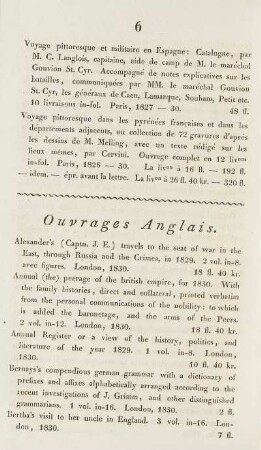 6
Voyage pittoresque et militaire en Espagne: Catalogne, par
M. C. Langlois, capitaine, aide de camp de M. le maréchal
Gouvion St. Cyr. Accompagné de notes explicatives sur les
batailles, communiquées par MM. le maréchal Gouvion
St. Cyr, les généraux de Caen, Lamarque, Souham, Petit etc.
10 livraisons in-fol. Paris, 1827 — 30. 48 fl.
Voyage pittoresque dans les pyrénées françaises et dans les
départements adjacents, ou collection de 72 gravures d'après
les dessins de M. Melling, avec un texte rédigé sur les
lieux mêmes, par Cervini. Ouvrage complet en 12 livons
in-fol. Paris, 1826 — 30. La livon à 16 fl. — 192 fl.
— idem. — épr. avant la lettre. La livon à 26 fl. 40 kr. — 320 fl.
Ouvrages Anglais.
Alexander's (Captn. J. E.) travels to the seat of war in the
East, through Russia and the Crimea, in 1829. 2 vol. in-8.
avec figures. London, 1830. 18 fl. 40 kr.
Annual (the) peerage of the british empire, for 1830. With
the family histories, direct and collateral, printed verbatim
from the personal communications of the nobility: to which
is added the baronetage, and the arms of the Peers.
2 vol. in-12. London, 1830. 18 fl. 40 kr.
Annual Register or a view of the history, politics, and
literature of the year 1829. 1 vol. in-8. London,
1830. 10 fl. 40 kr.
Bernays's compendious german grammar with a dictionary of
prefixes and affixes alphabetically arranged according to the
recent investigations of J. Grimm, and other distinguished
grammarians. 1 vol. in-16. London, 1830. 2 fl.
Bertha's visit to her uncle in England. 3 vol. in-16. Lon-
don, 1830. 7 fl.